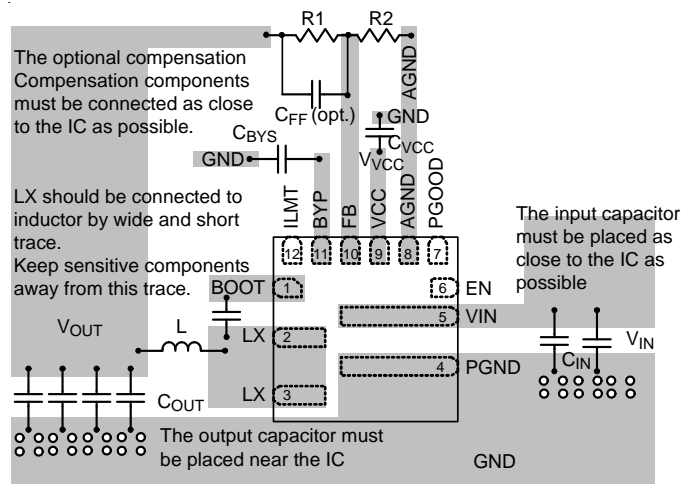 R1 R2
The optional compensation
Compensation components
must be connected as close
to the IC as possible.
AGND
CFF (opt.)
GND
CVCC
CBYS
VVCC
GND
LX should be connected to
inductor by wide and short
trace.
Keep sensitive components
away from this trace.
ILMT
BYP
FB
VCC
AGND
PGOOD
The input capacitor
must be placed as
close to the IC as
possible
12 11 10 9 8 7
BOOT 1
6 EN
5 VIN
VOUT
L
LX 2
VIN
CIN
4 PGND
LX 3
COUT
The output capacitor must
be placed near the IC
GND